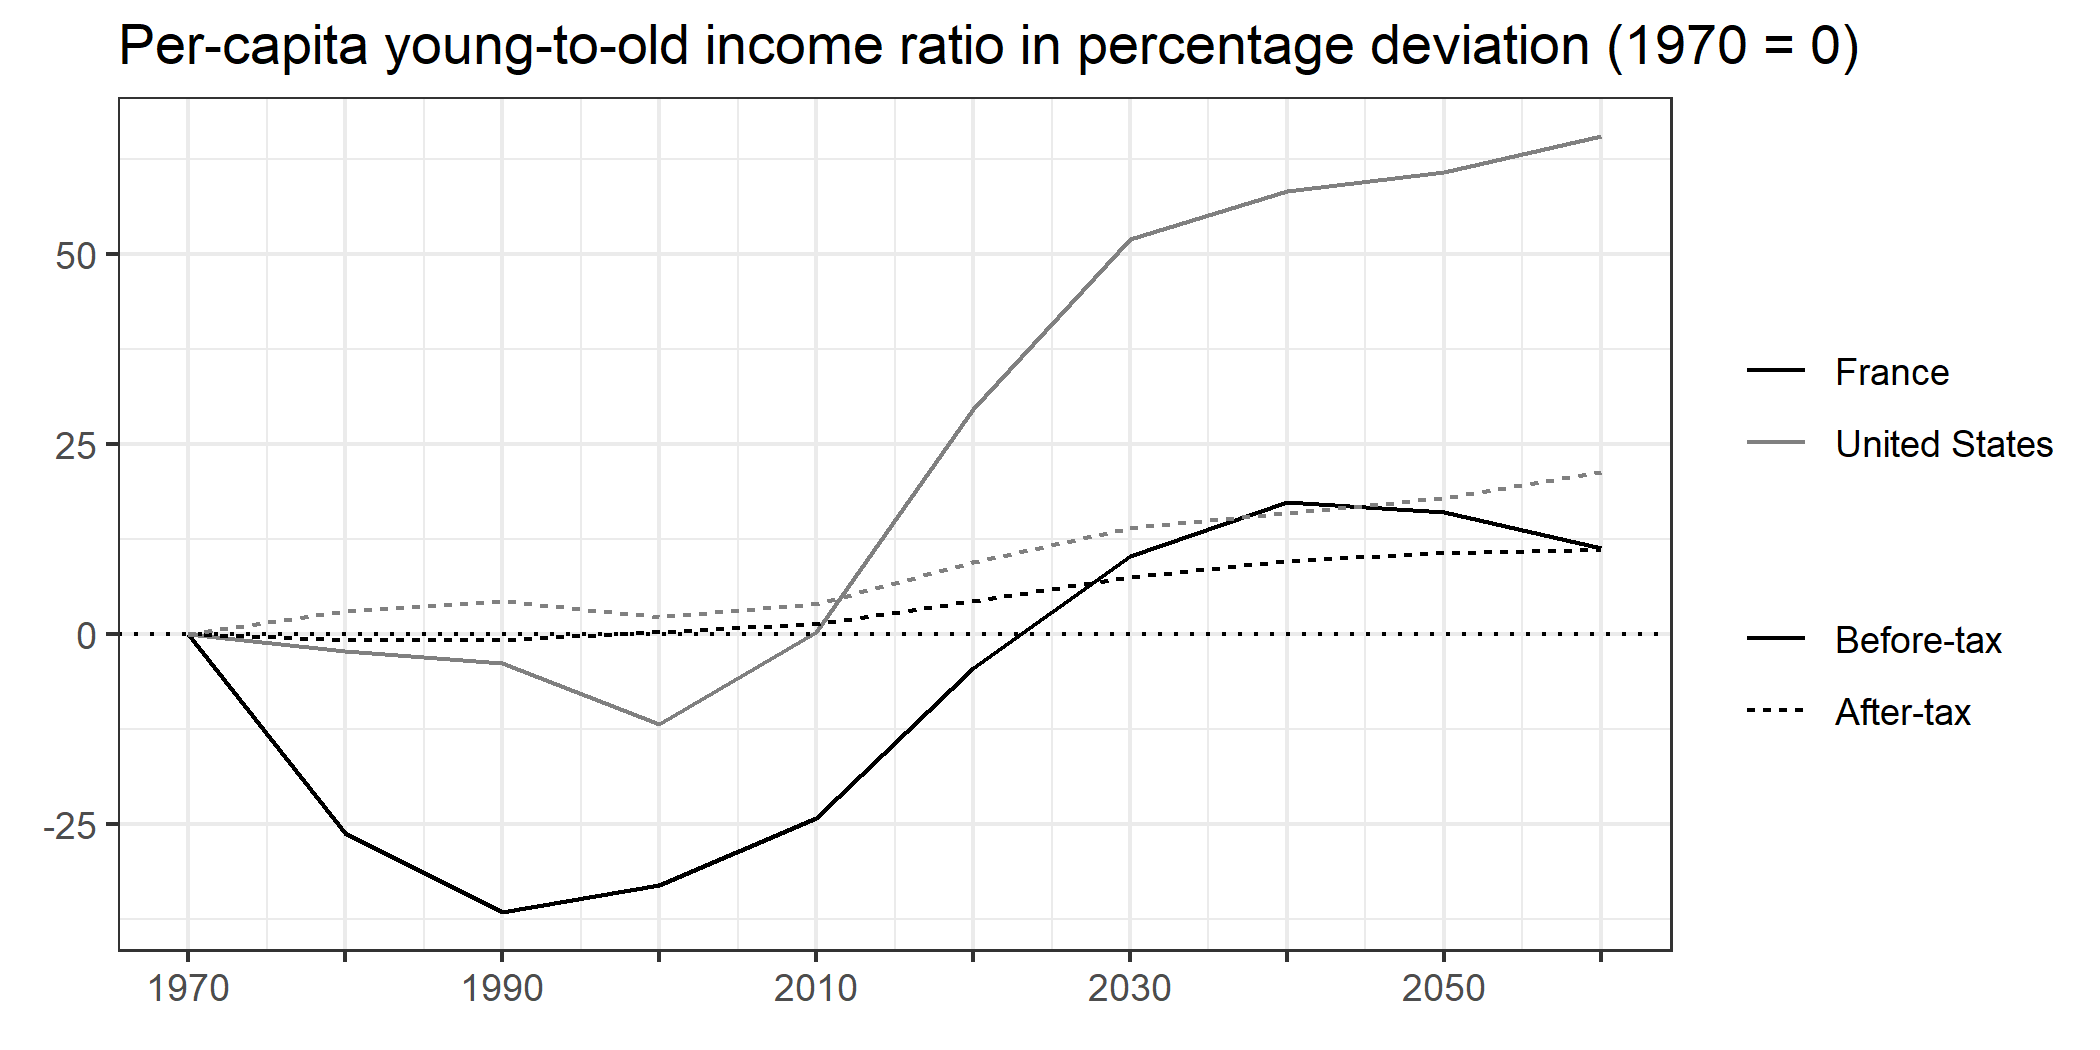 Per-capita young-to-old income ratio in percentage deviation (1970 = 0)
50
25
0
-25
1970 1990 2010 2030 2050
France
United States
Before-tax
After-tax